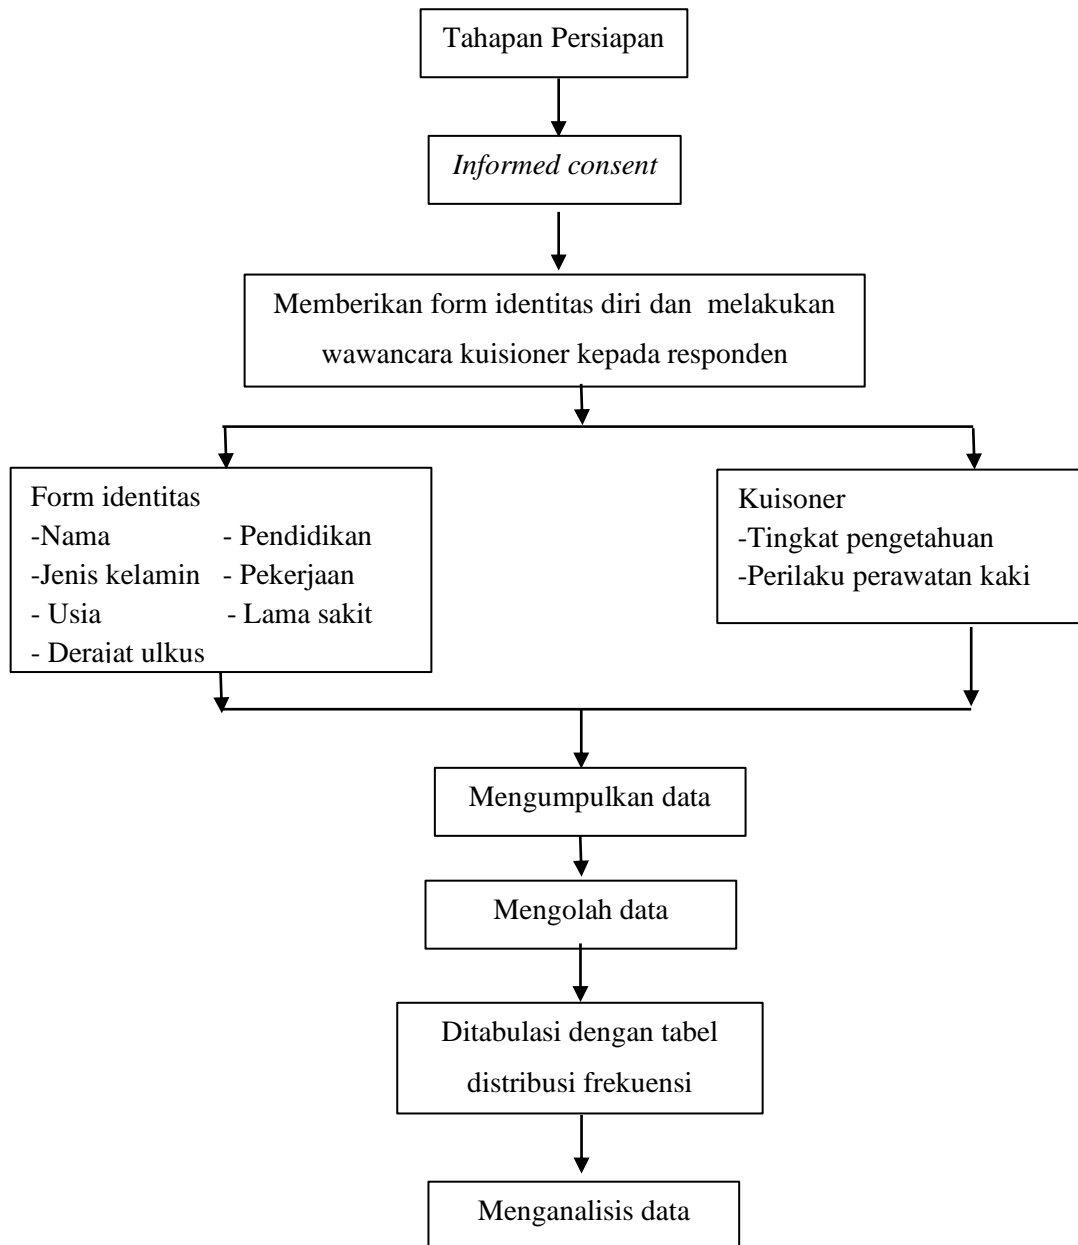 Tahapan Persiapan
Informed consent
Memberikan form identitas diri dan melakukan
wawancara kuisioner kepada responden
Form identitas
-Nama - Pendidikan
-Jenis kelamin - Pekerjaan
- Usia - Lama sakit
- Derajat ulkus
Kuisoner
-Tingkat pengetahuan
-Perilaku perawatan kaki
Mengumpulkan data
Mengolah data
Ditabulasi dengan tabel
distribusi frekuensi
Menganalisis data